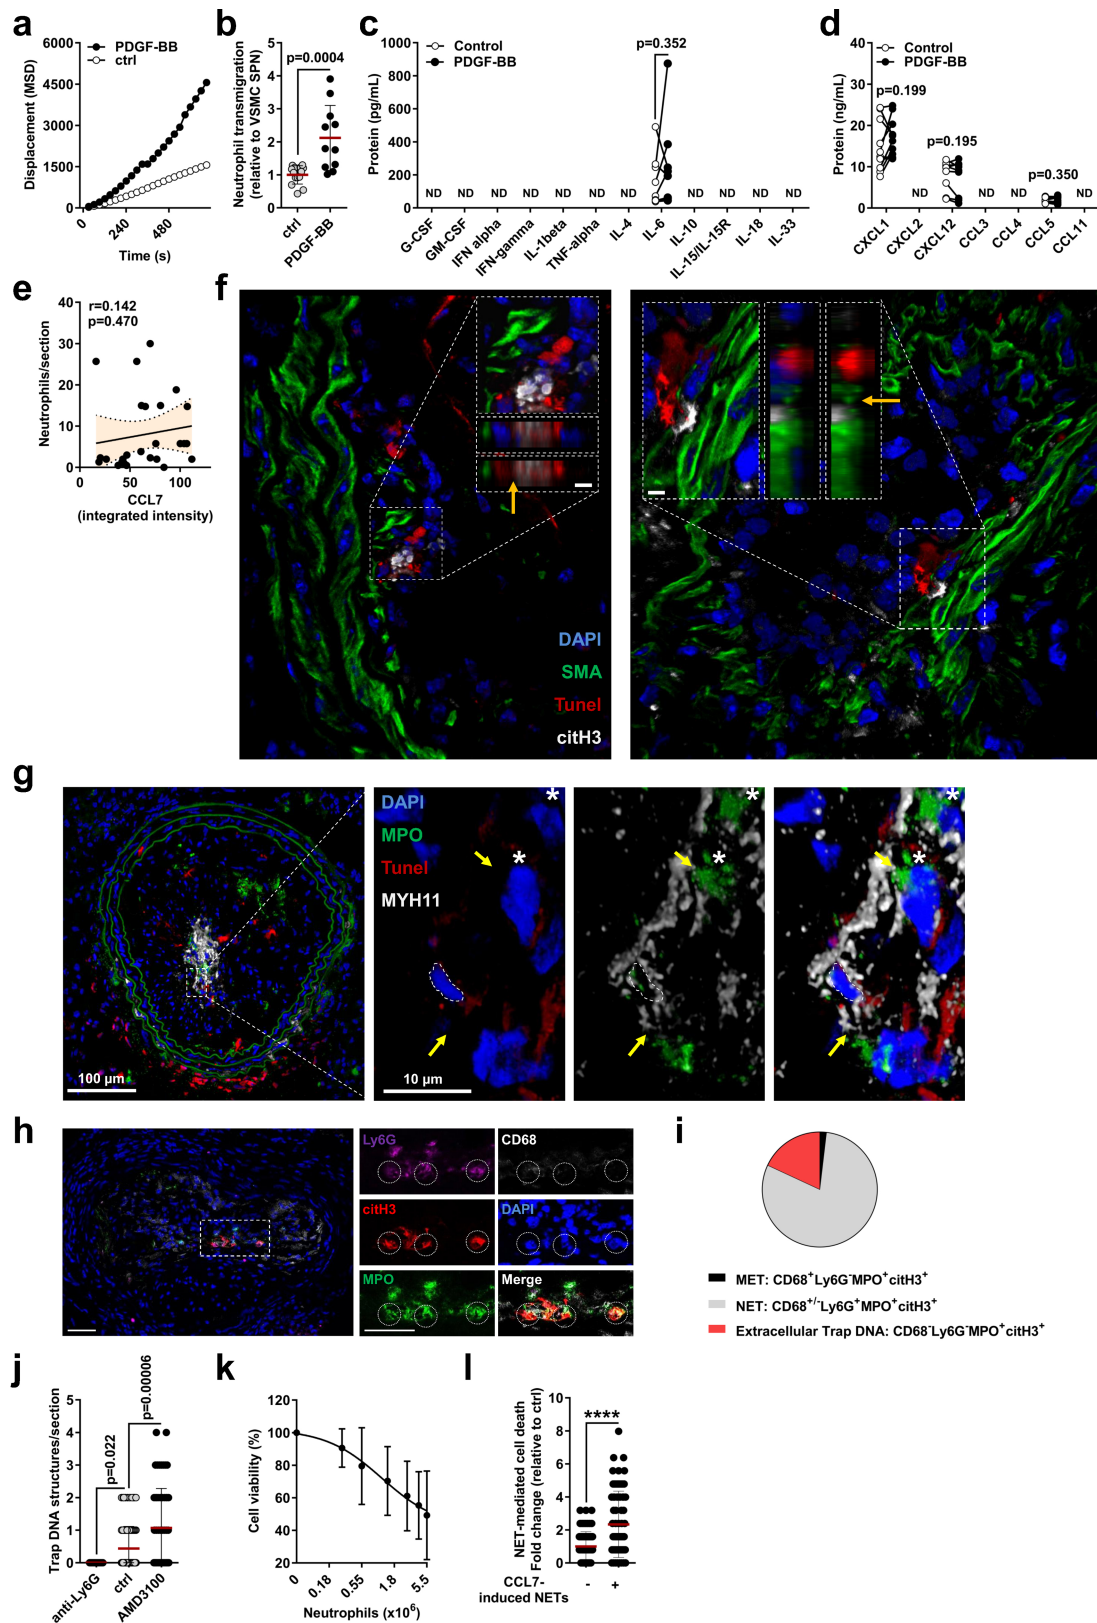 a
6000
PDGF-BB
ctrl
4500
Displacement (MSD)
3000
1500
0
240
480
Time (s)
b
p=0.0004
Neutrophil transmigration
(relative to VSMC SPN)
5
4
3
2
1
0
ctrl
PDGF-BB
c
1000
Control
PDGF-BB
p=0.352
Protein (pg/mL)
800
600
400
200
0
ND ND ND ND ND ND ND ND ND ND ND
G-CSF
GM-CSF
IFN alpha
IFN-gamma
IL-1beta
TNF-alpha
IL-4
IL-6
IL-10
IL-15/IL-15R
IL-18
IL-33
d
30
Control
PDGF-BB
p=0.199
p=0.195
p=0.350
Protein (ng/mL)
20
10
0
ND ND ND ND
CXCL1
CXCL2
CXCL12
CCL3
CCL4
CCL5
CCL11
e
r=0.142
p=0.470
Neutrophils/section
40
30
20
10
0
0 50 100
CCL7
(integrated intensity)
f
DAPI
SMA
Tunel
citH3
g
DAPI
MPO
Tunel
MYH11
*
*
*
*
*
*
100 µm
10 µm
h
Ly6G
CD68
citH3
DAPI
MPO
Merge
i
MET: CD68+Ly6G-MPO+citH3+
NET: CD68+/-Ly6G+MPO+citH3+
Extracellular Trap DNA: CD68-Ly6G-MPO+citH3+
j
p=0.022
p=0.00006
Trap DNA structures/section
5
4
3
2
1
0
anti-Ly6G
ctrl
AMD3100
k
Cell viability (%)
120
100
80
60
40
20
0
0.18
0.55
1.8
5.5
Neutrophils (x10⁶)
l
****
NET-mediated cell death
Fold change (relative to ctrl)
10
8
6
4
2
0
CCL7-
induced NETs
- +